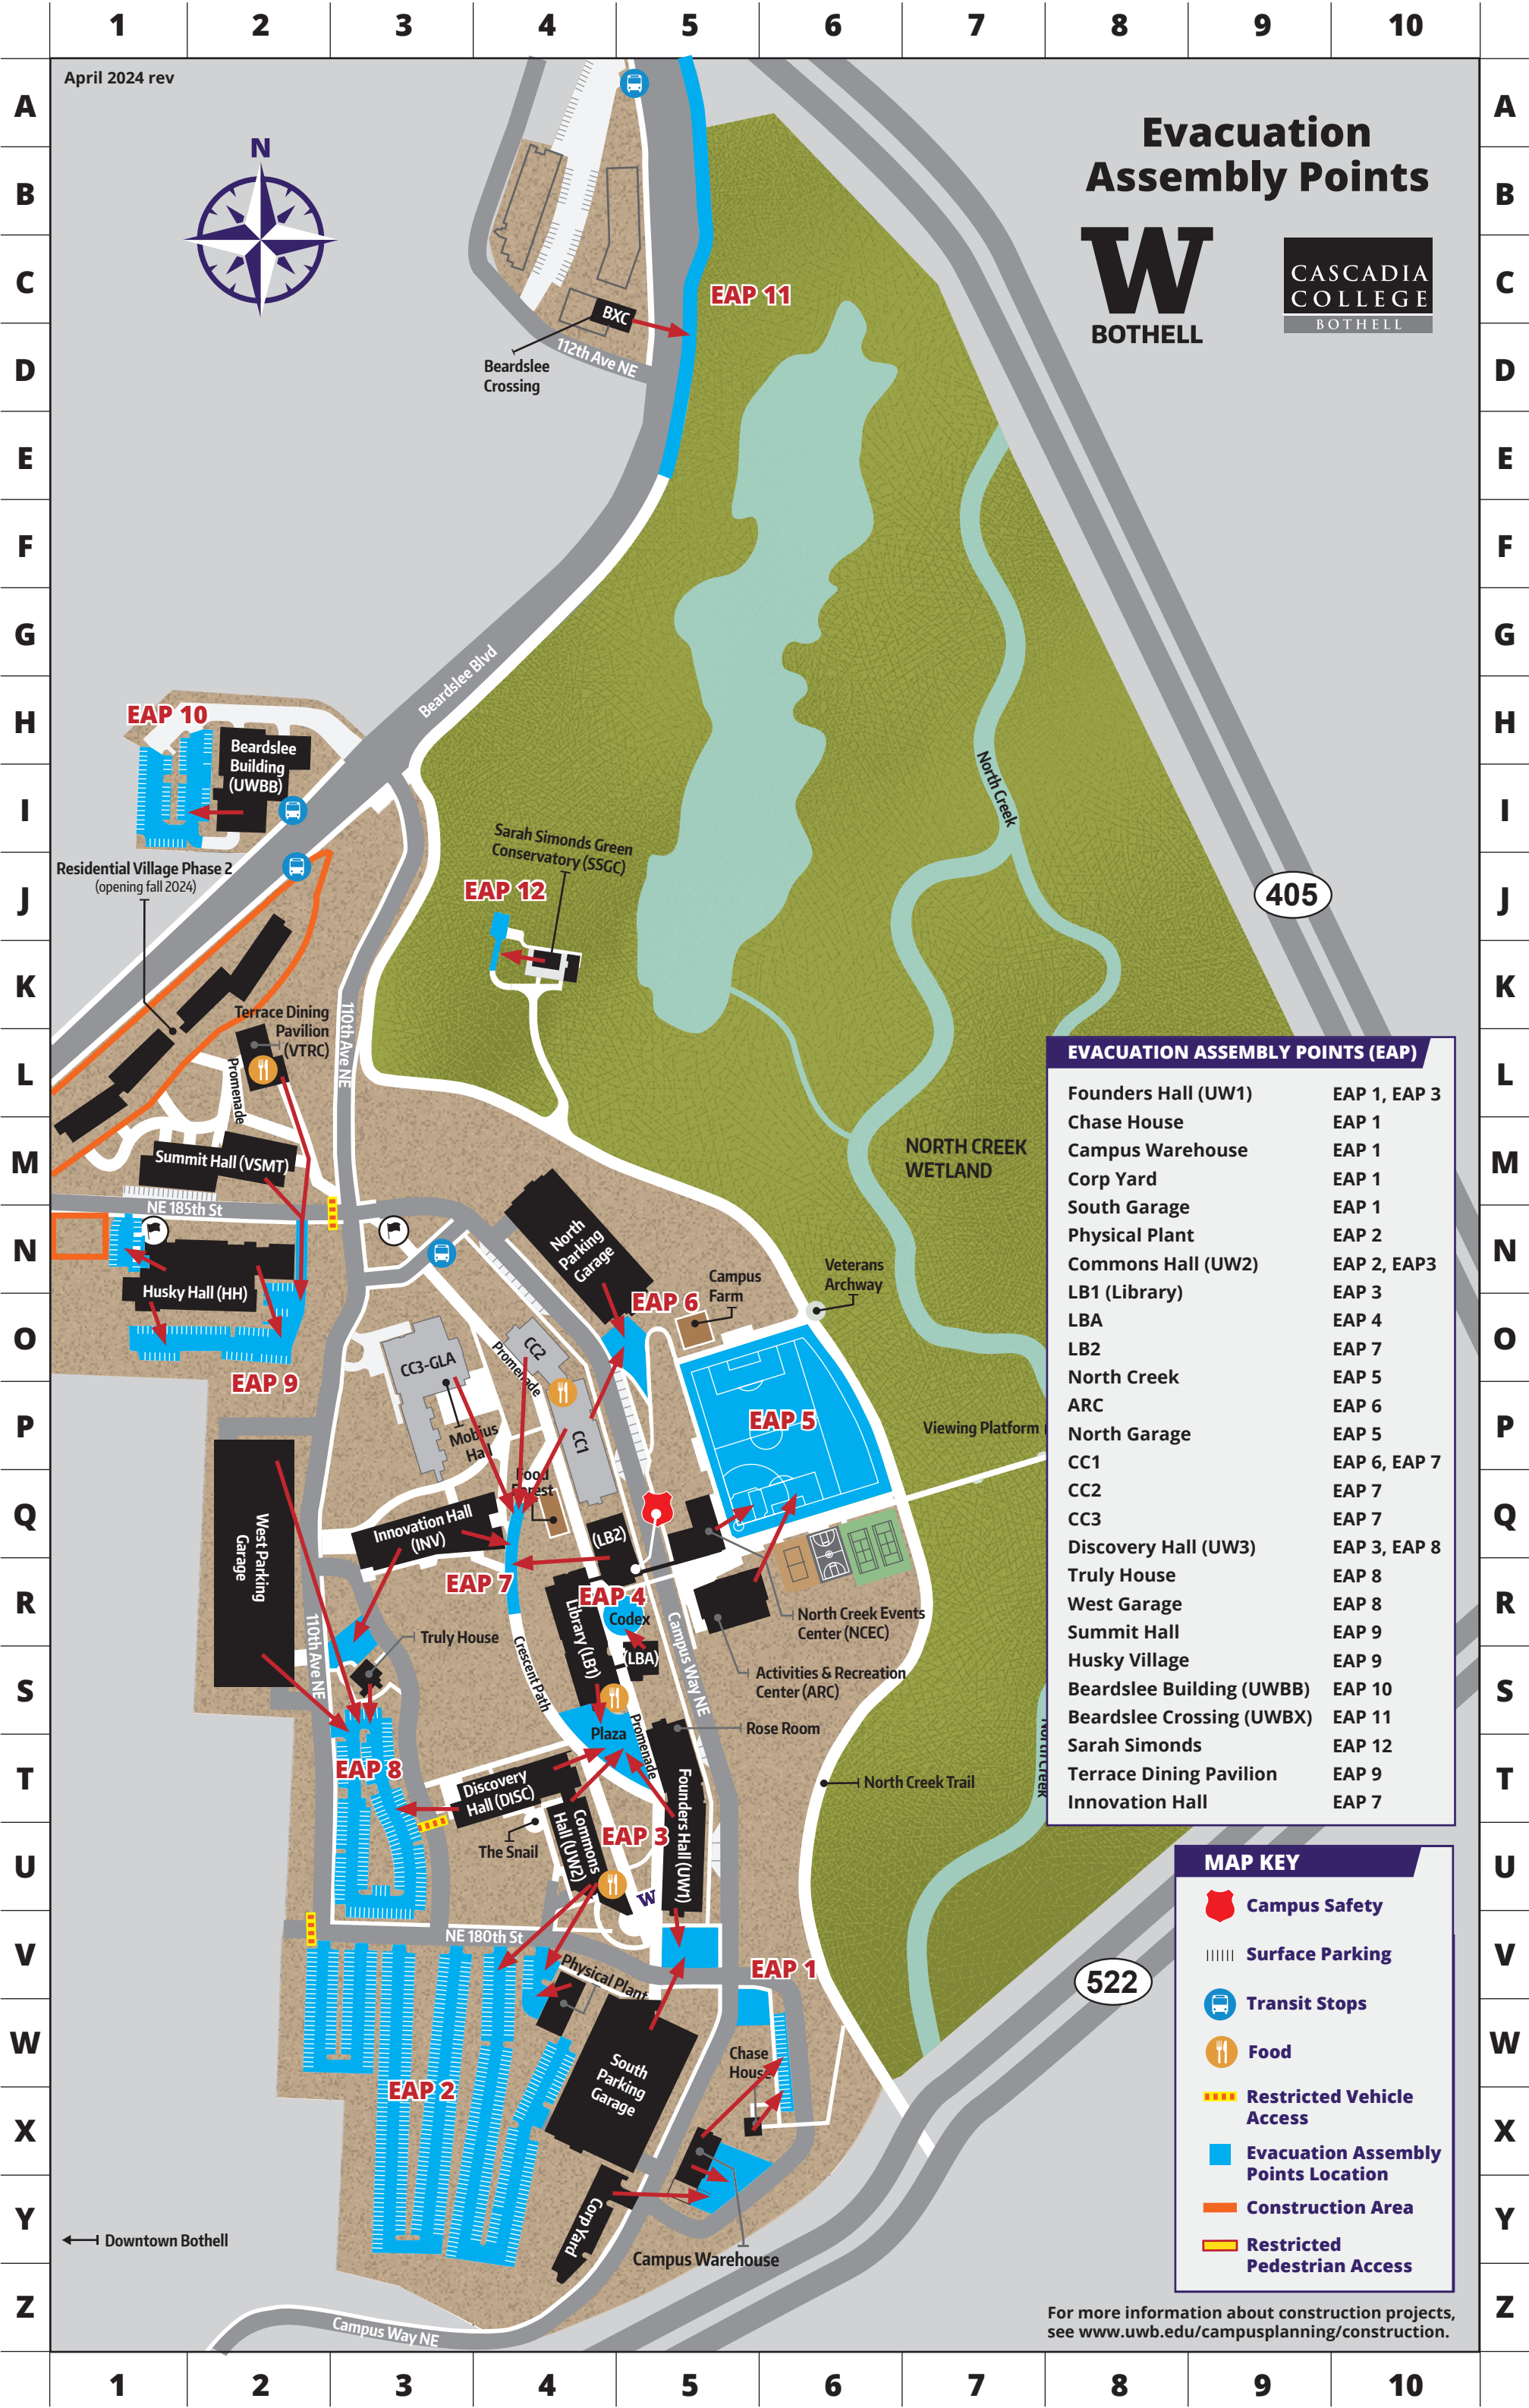 1 2 3 4 5 6 7 8 9 10
A A
B B
C C
D D
E E
F F
G G
H H
I I
J J
K K
L L
M M
N N
O O
P P
Q Q
R R
S S
T T
U U
V V
W W
X X
Y Y
Z Z
April 2024 rev
N
Evacuation
Assembly Points
W
BOTHELL
CASCADIA
COLLEGE
BOTHELL
EAP 11
BXC
112th Ave NE
Beardslee
Crossing
Beardslee Blvd
EAP 10
Beardslee
Building
(UWBB)
North Creek
Residential Village Phase 2
(opening fall 2024)
Sarah Simonds Green
Conservatory (SSGC)
EAP 12
405
Terrace Dining
Pavilion
(VTRC)
110th Ave NE
Promenade
Summit Hall (VSMT)
NE 185th St
NORTH CREEK
WETLAND
North
Parking
Garage
Husky Hall (HH)
EAP 9
Campus
Farm
Veterans
Archway
EAP 6
CC3-GLA
CC2
Promenade
Mobius
Hall
CC1
EAP 5
Viewing Platform
Food
Forest
West Parking
Garage
Innovation Hall
(INV)
(LB2)
EAP 7
EAP 4
Codex
Library (LB1)
(LBA)
110th Ave NE
Truly House
Crescent Path
Campus Way NE
North Creek Events
Center (NCEC)
Activities & Recreation
Center (ARC)
Plaza
Promenade
Rose Room
EAP 8
Discovery
Hall (DISC)
The Snail
Commons
Hall (UW2)
EAP 3
Founders Hall (UW1)
W
North Creek Trail
North Creek
NE 180th St
Physical Plant
EAP 1
EAP 2
South
Parking
Garage
Chase
House
Corp Yard
Campus Warehouse
522
Downtown Bothell
Campus Way NE
EVACUATION ASSEMBLY POINTS (EAP)
Founders Hall (UW1) EAP 1, EAP 3
Chase House EAP 1
Campus Warehouse EAP 1
Corp Yard EAP 1
South Garage EAP 1
Physical Plant EAP 2
Commons Hall (UW2) EAP 2, EAP3
LB1 (Library) EAP 3
LBA EAP 4
LB2 EAP 7
North Creek EAP 5
ARC EAP 6
North Garage EAP 5
CC1 EAP 6, EAP 7
CC2 EAP 7
CC3 EAP 7
Discovery Hall (UW3) EAP 3, EAP 8
Truly House EAP 8
West Garage EAP 8
Summit Hall EAP 9
Husky Village EAP 9
Beardslee Building (UWBB) EAP 10
Beardslee Crossing (UWBX) EAP 11
Sarah Simonds EAP 12
Terrace Dining Pavilion EAP 9
Innovation Hall EAP 7
MAP KEY
Campus Safety
Surface Parking
Transit Stops
Food
Restricted Vehicle
Access
Evacuation Assembly
Points Location
Construction Area
Restricted
Pedestrian Access
For more information about construction projects,
see www.uwb.edu/campusplanning/construction.
1 2 3 4 5 6 7 8 9 10